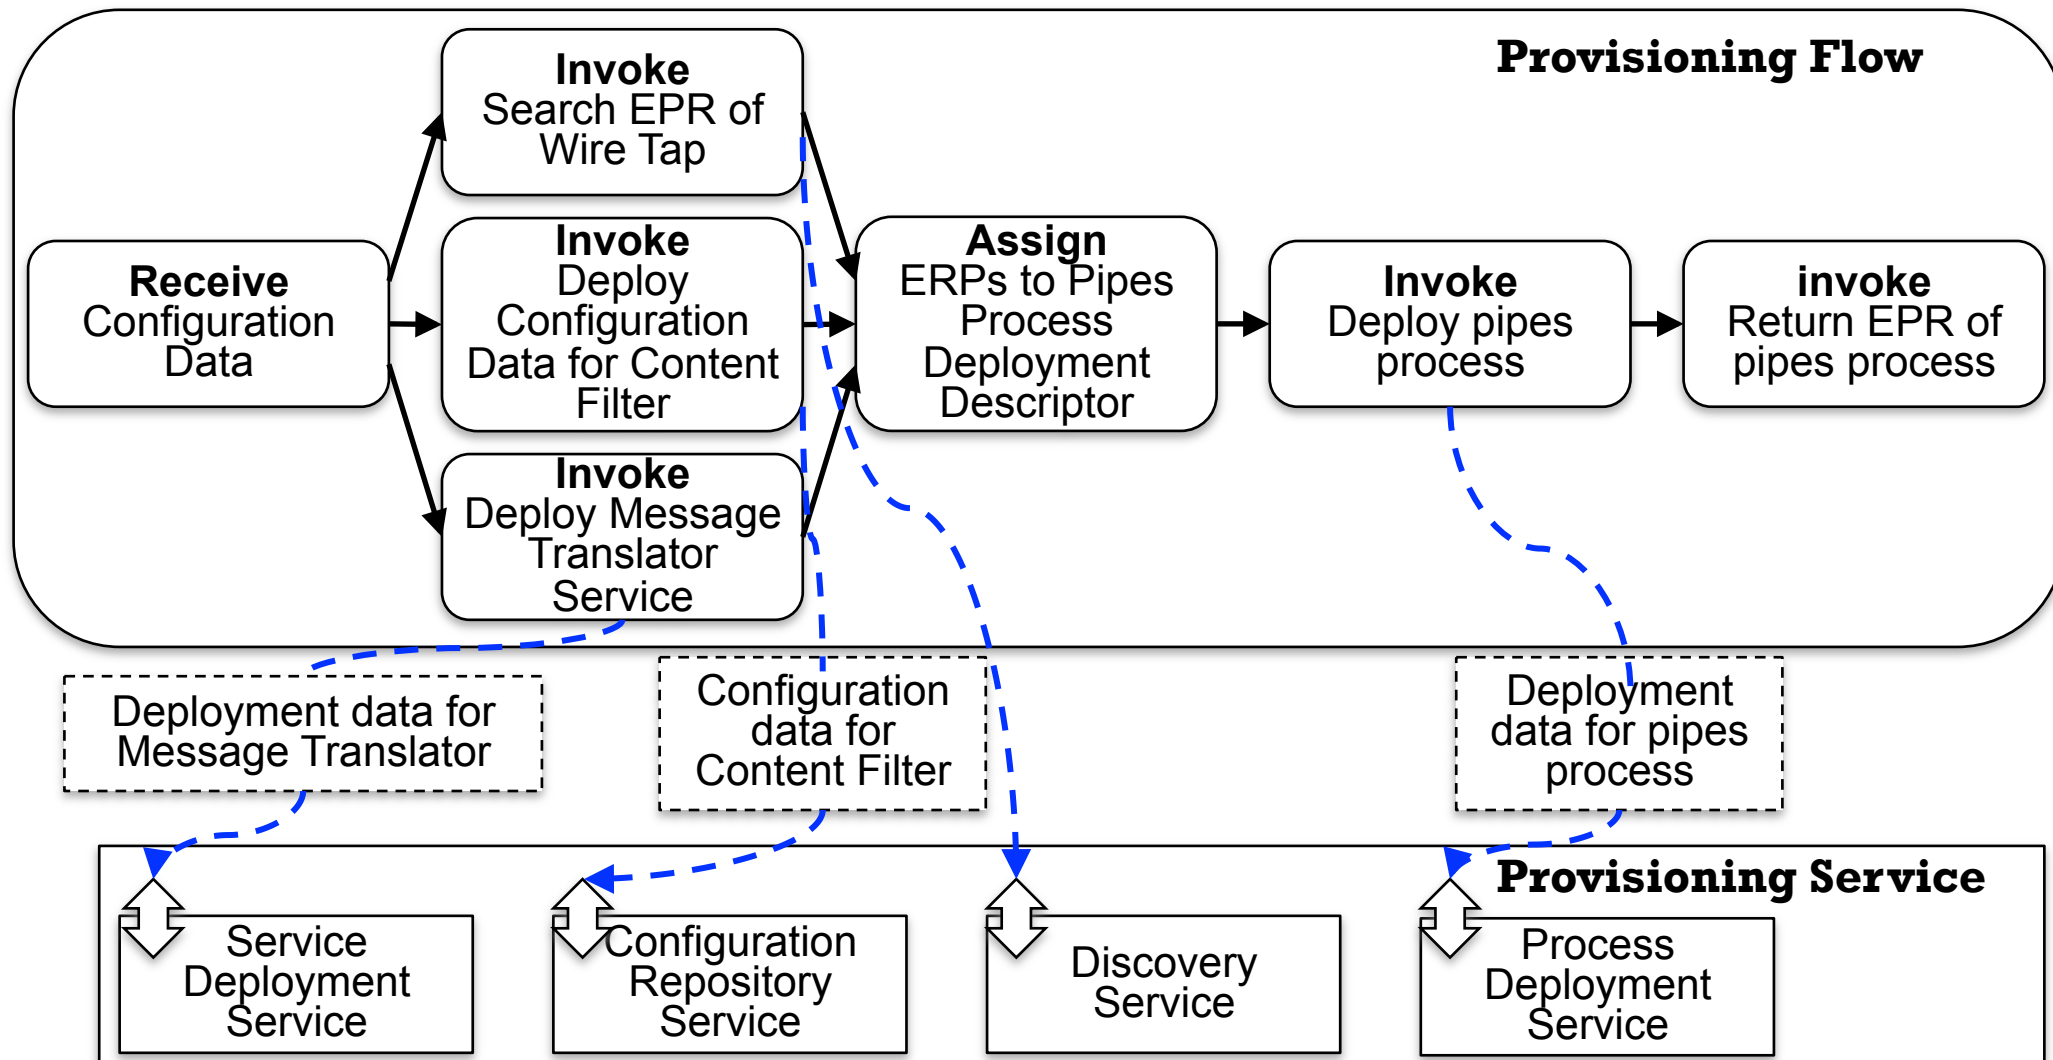 Provisioning Flow
Invoke
Search EPR of
Wire Tap
Receive
Configuration
Data
Invoke
Deploy
Configuration
Data for Content
Filter
Invoke
Deploy Message
Translator
Service
Assign
ERPs to Pipes
Process
Deployment
Descriptor
Invoke
Deploy pipes
process
invoke
Return EPR of
pipes process
Deployment data for
Message Translator
Configuration
data for
Content Filter
Deployment
data for pipes
process
Provisioning Service
Service
Deployment
Service
Configuration
Repository
Service
Discovery
Service
Process
Deployment
Service